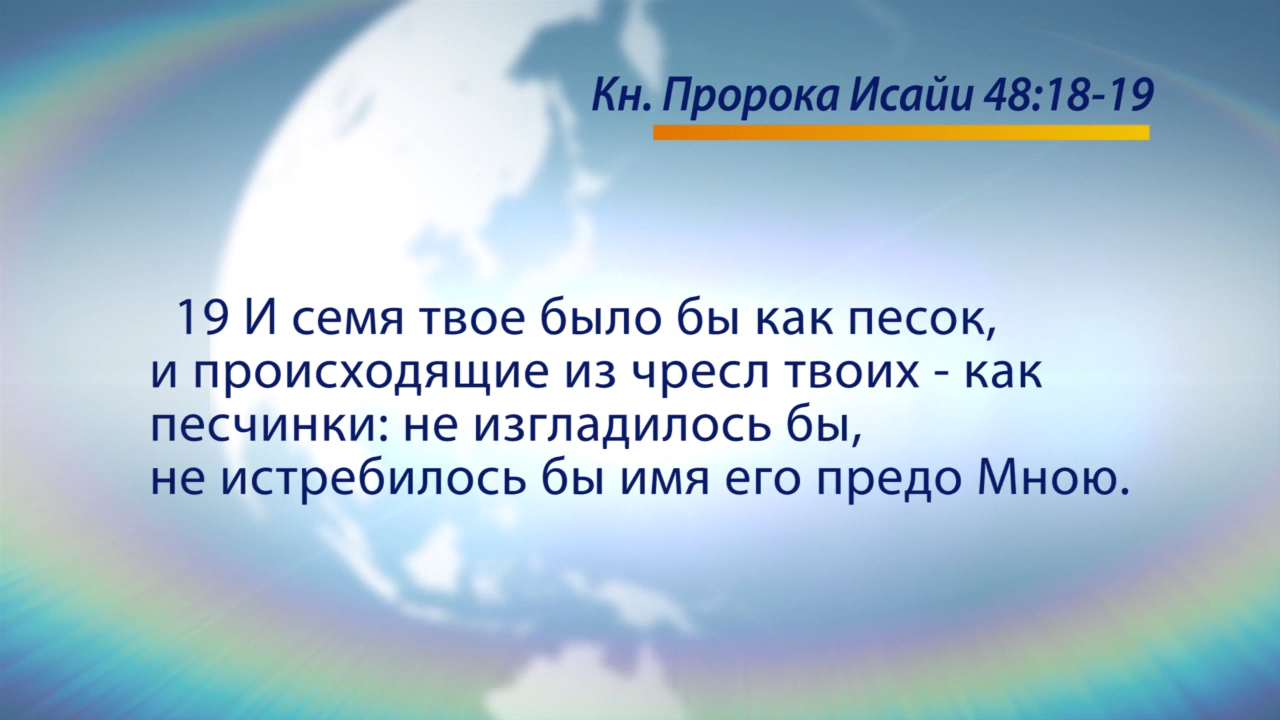 Кн. Пророка Исайи 48:18-19
19 И семя твое было бы как песок,
и происходящие из чресл твоих - как
песчинки: не изгладилось бы,
не истребилось бы имя его предо Мною.